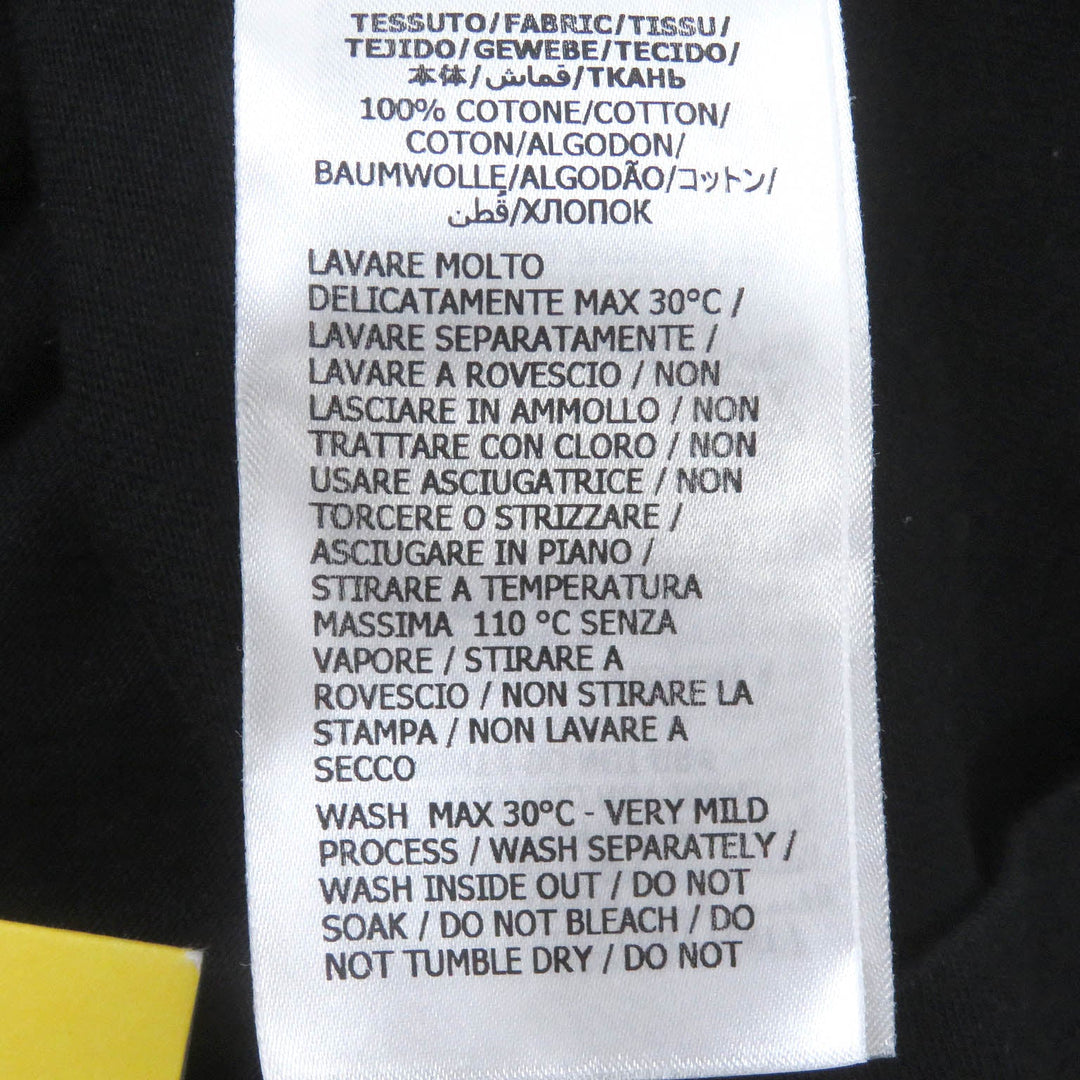 TESSUTO/FABRIC/TISSU/
TEJIDO/GEWEBE/TECIDO/
本体/قماش/ТКАНЬ
100% COTONE/COTTON/
COTON/ALGODON/
BAUMWOLLE/ALGODÃO/コットン/
قُطن/ХЛОПОК
LAVARE MOLTO
DELICATAMENTE MAX 30°C /
LAVARE SEPARATAMENTE /
LAVARE A ROVESCIO / NON
LASCIARE IN AMMOLLO / NON
TRATTARE CON CLORO / NON
USARE ASCIUGATRICE / NON
TORCERE O STRIZZARE /
ASCIUGARE IN PIANO /
STIRARE A TEMPERATURA
MASSIMA 110 °C SENZA
VAPORE / STIRARE A
ROVESCIO / NON STIRARE LA
STAMPA / NON LAVARE A
SECCO
WASH MAX 30°C - VERY MILD
PROCESS / WASH SEPARATELY /
WASH INSIDE OUT / DO NOT
SOAK / DO NOT BLEACH / DO
NOT TUMBLE DRY / DO NOT